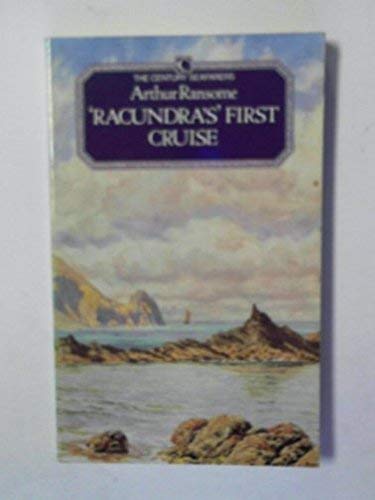 THE CENTURY SEAFARERS
Arthur Ransome
'RACUNDRA'S' FIRST
CRUISE